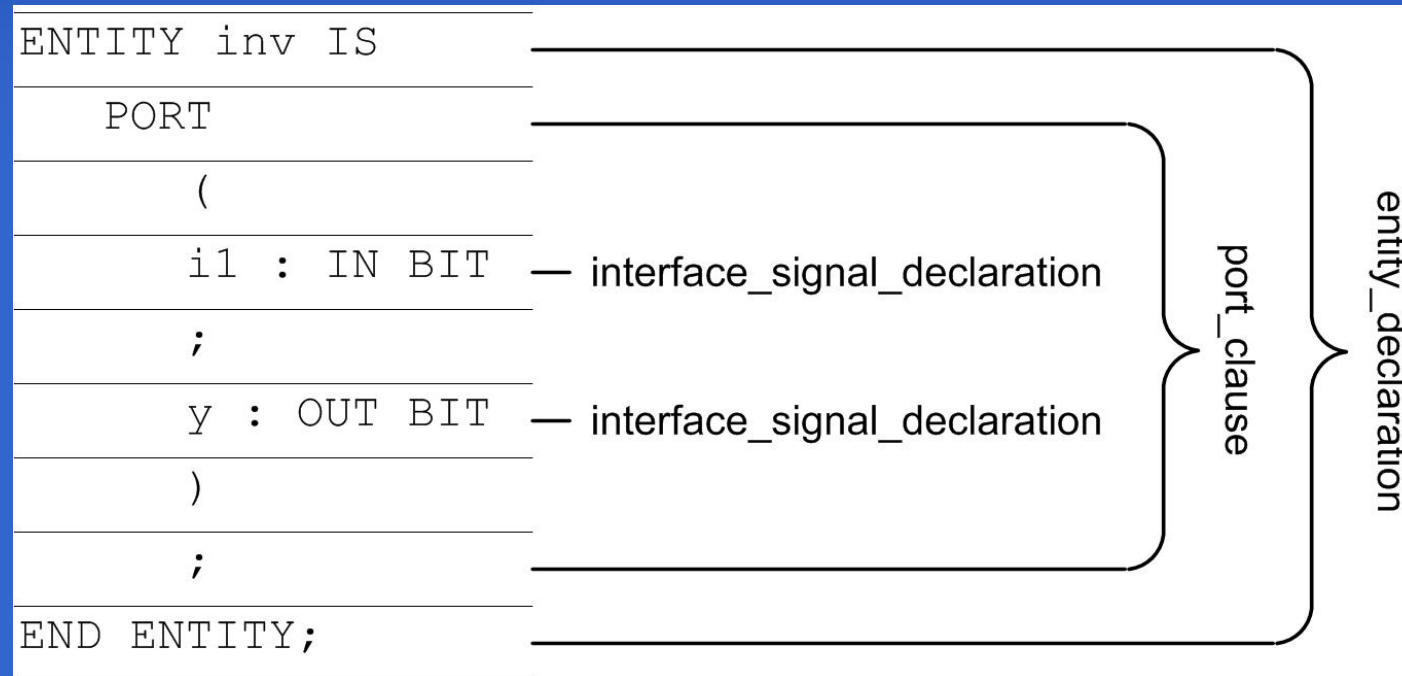 ENTITY inv IS
PORT
(
i1 : IN BIT
interface_signal_declaration
;
y : OUT BIT
interface_signal_declaration
)
;
END ENTITY;
port_clause
entity_declaration